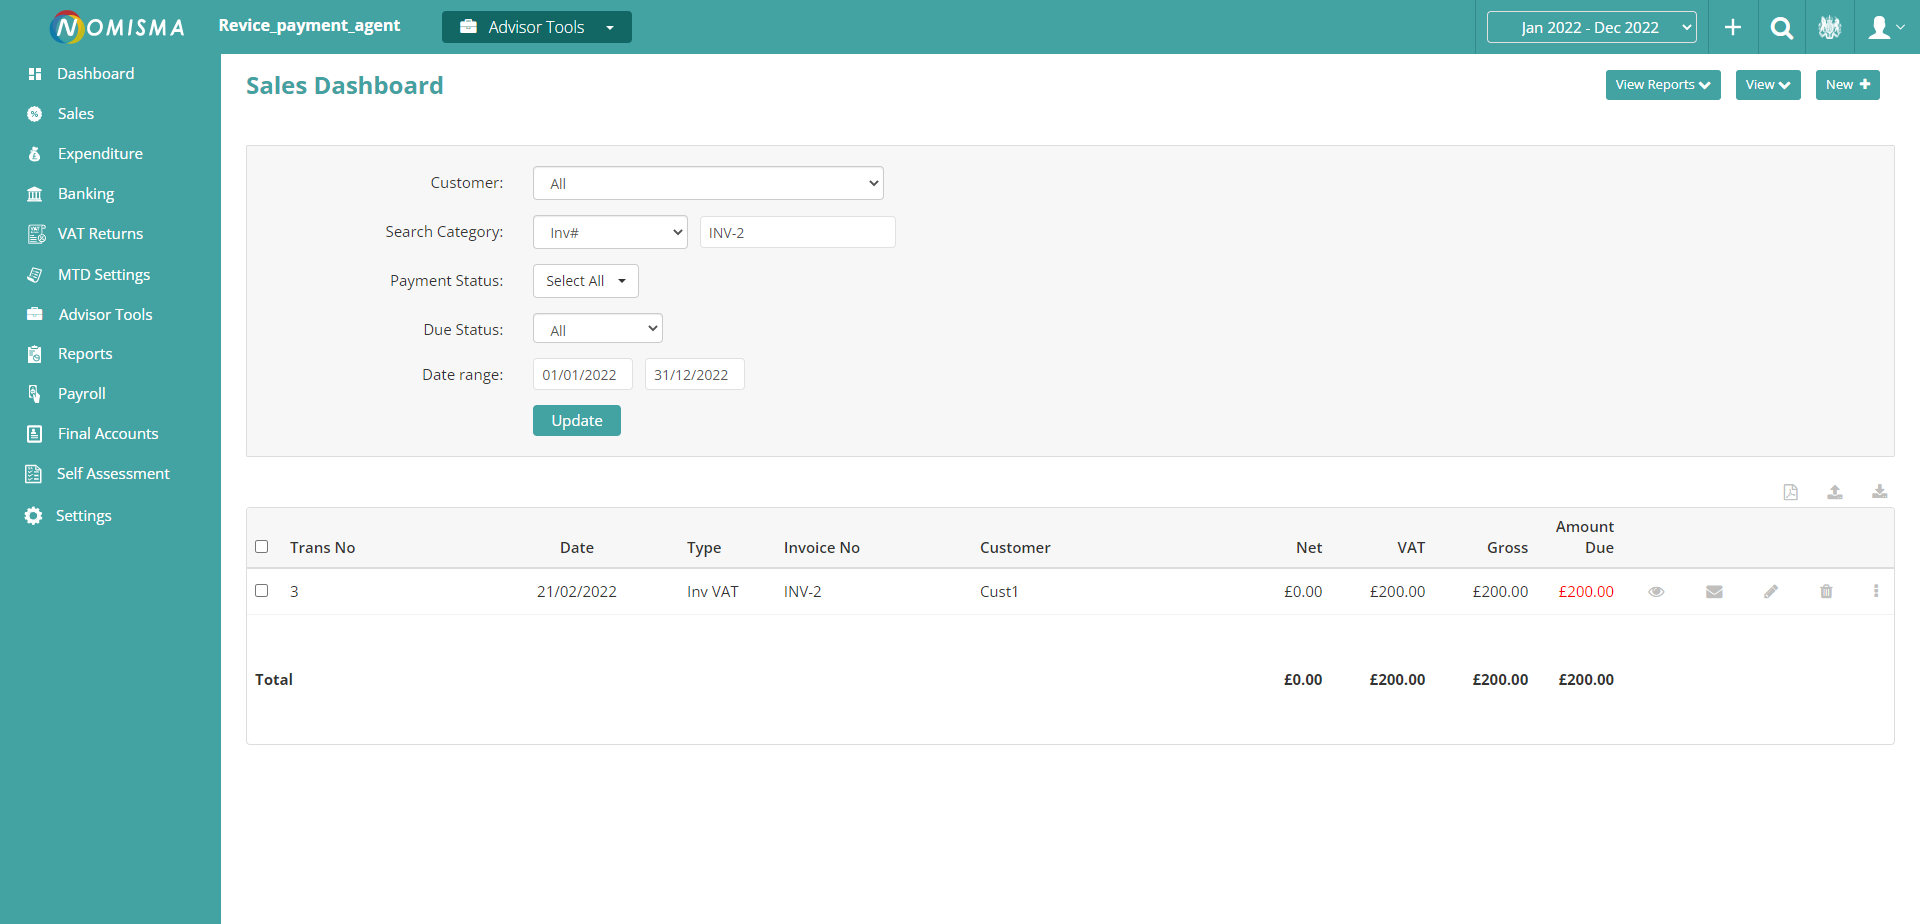 NOMISMA
Revice_payment_agent
Advisor Tools
Jan 2022 - Dec 2022
Dashboard
Sales
Expenditure
Banking
VAT Returns
MTD Settings
Advisor Tools
Reports
Payroll
Final Accounts
Self Assessment
Settings
Sales Dashboard
View Reports
View
New
Customer: All
Search Category: Inv# INV-2
Payment Status: Select All
Due Status: All
Date range: 01/01/2022 31/12/2022
Update
Trans No Date Type Invoice No Customer Net VAT Gross Amount Due
3 21/02/2022 Inv VAT INV-2 Cust1 £0.00 £200.00 £200.00 £200.00
Total £0.00 £200.00 £200.00 £200.00